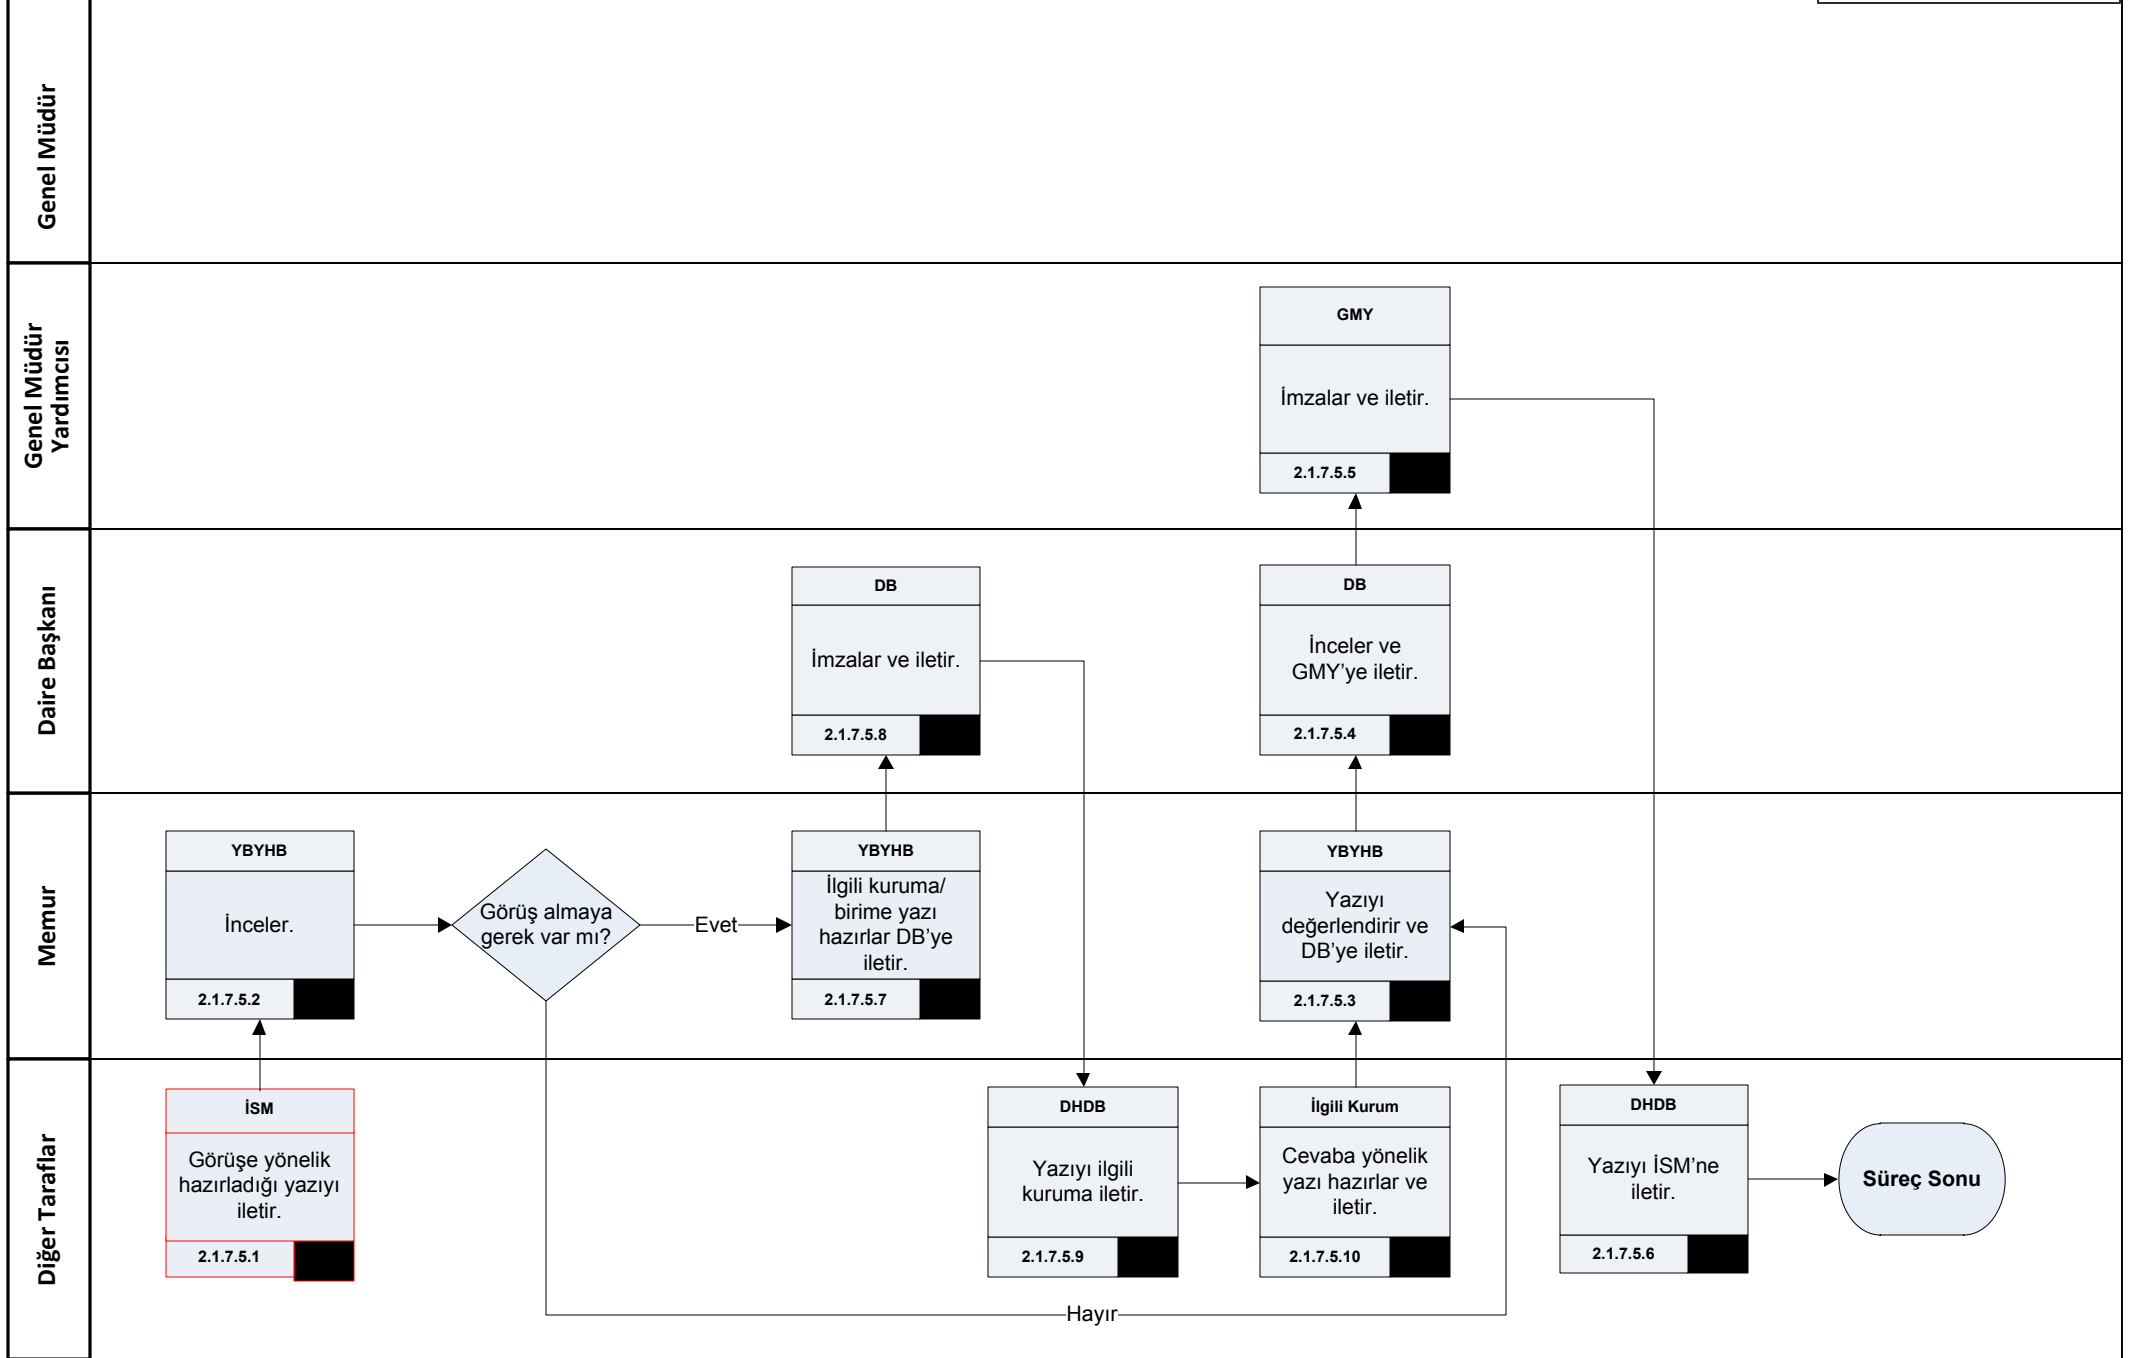 Genel Müdür
Genel Müdür
Yardımcısı
GMY
İmzalar ve iletir.
2.1.7.5.5
Daire Başkanı
DB
İmzalar ve iletir.
2.1.7.5.8
DB
İnceler ve
GMY’ye iletir.
2.1.7.5.4
Memur
YBYHB
İnceler.
2.1.7.5.2
Görüş almaya
gerek var mı?
Evet
YBYHB
İlgili kuruma/
birime yazı
hazırlar DB’ye
iletir.
2.1.7.5.7
YBYHB
Yazıyı
değerlendirir ve
DB’ye iletir.
2.1.7.5.3
Diğer Taraflar
İSM
Görüşe yönelik
hazırladığı yazıyı
iletir.
2.1.7.5.1
DHDB
Yazıyı ilgili
kuruma iletir.
2.1.7.5.9
İlgili Kurum
Cevaba yönelik
yazı hazırlar ve
iletir.
2.1.7.5.10
DHDB
Yazıyı İSM’ne
iletir.
2.1.7.5.6
Süreç Sonu
Hayır